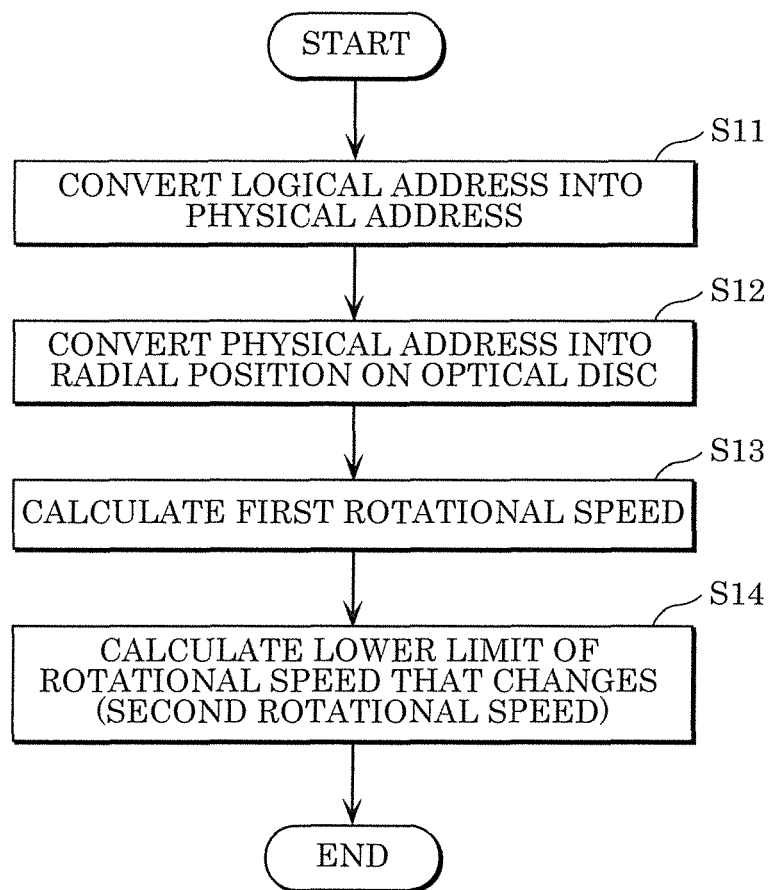 START
S11
CONVERT LOGICAL ADDRESS INTO
PHYSICAL ADDRESS
S12
CONVERT PHYSICAL ADDRESS INTO
RADIAL POSITION ON OPTICAL DISC
S13
CALCULATE FIRST ROTATIONAL SPEED
S14
CALCULATE LOWER LIMIT OF
ROTATIONAL SPEED THAT CHANGES
(SECOND ROTATIONAL SPEED)
END